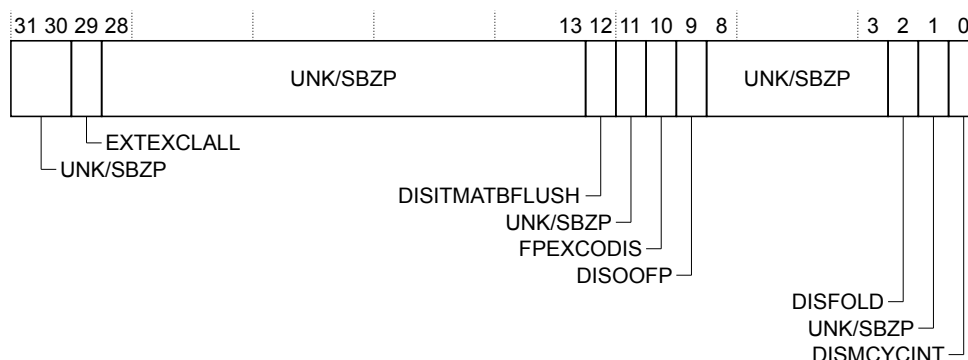 31 30 29 28 13 12 11 10 9 8 3 2 1 0
UNK/SBZP UNK/SBZP
EXTEXCLALL
UNK/SBZP
DISITMATBFLUSH
UNK/SBZP
FPEXCODIS
DISOOFP
DISFOLD
UNK/SBZP
DISMCYCINT